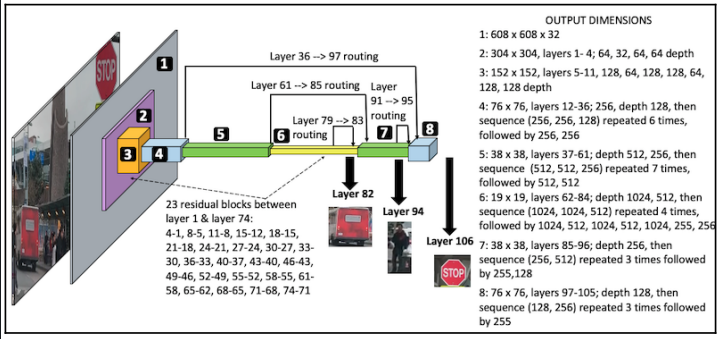 OUTPUT DIMENSIONS
1: 608 x 608 x 32
2: 304 x 304, layers 1- 4; 64, 32, 64, 64 depth
3: 152 x 152, layers 5-11, 128, 64, 128, 128, 64,
128, 128 depth
4: 76 x 76, layers 12-36; 256, depth 128, then
sequence (256, 256, 128) repeated 6 times,
followed by 256, 256
5: 38 x 38, layers 37-61; depth 512, 256, then
sequence (512, 512, 256) repeated 7 times,
followed by 512, 512
6: 19 x 19, layers 62-84; depth 1024, 512, then
sequence (1024, 1024, 512) repeated 4 times,
followed by 1024, 512, 1024, 512, 1024, 255, 256
7: 38 x 38, layers 85-96; depth 256, then
sequence (256, 512) repeated 3 times followed
by 255,128
8: 76 x 76, layers 97-105; depth 128, then
sequence (128, 256) repeated 3 times followed
by 255
Layer 36 --> 97 routing
Layer 61 --> 85 routing
Layer
91 --> 95
routing
Layer 79 --> 83
routing
1
2
3
4
5
6
7
8
STOP
Layer 82
Layer 94
Layer 106
STOP
23 residual blocks between
layer 1 & layer 74:
4-1, 8-5, 11-8, 15-12, 18-15,
21-18, 24-21, 27-24, 30-27, 33-
30, 36-33, 40-37, 43-40, 46-43,
49-46, 52-49, 55-52, 58-55, 61-
58, 65-62, 68-65, 71-68, 74-71